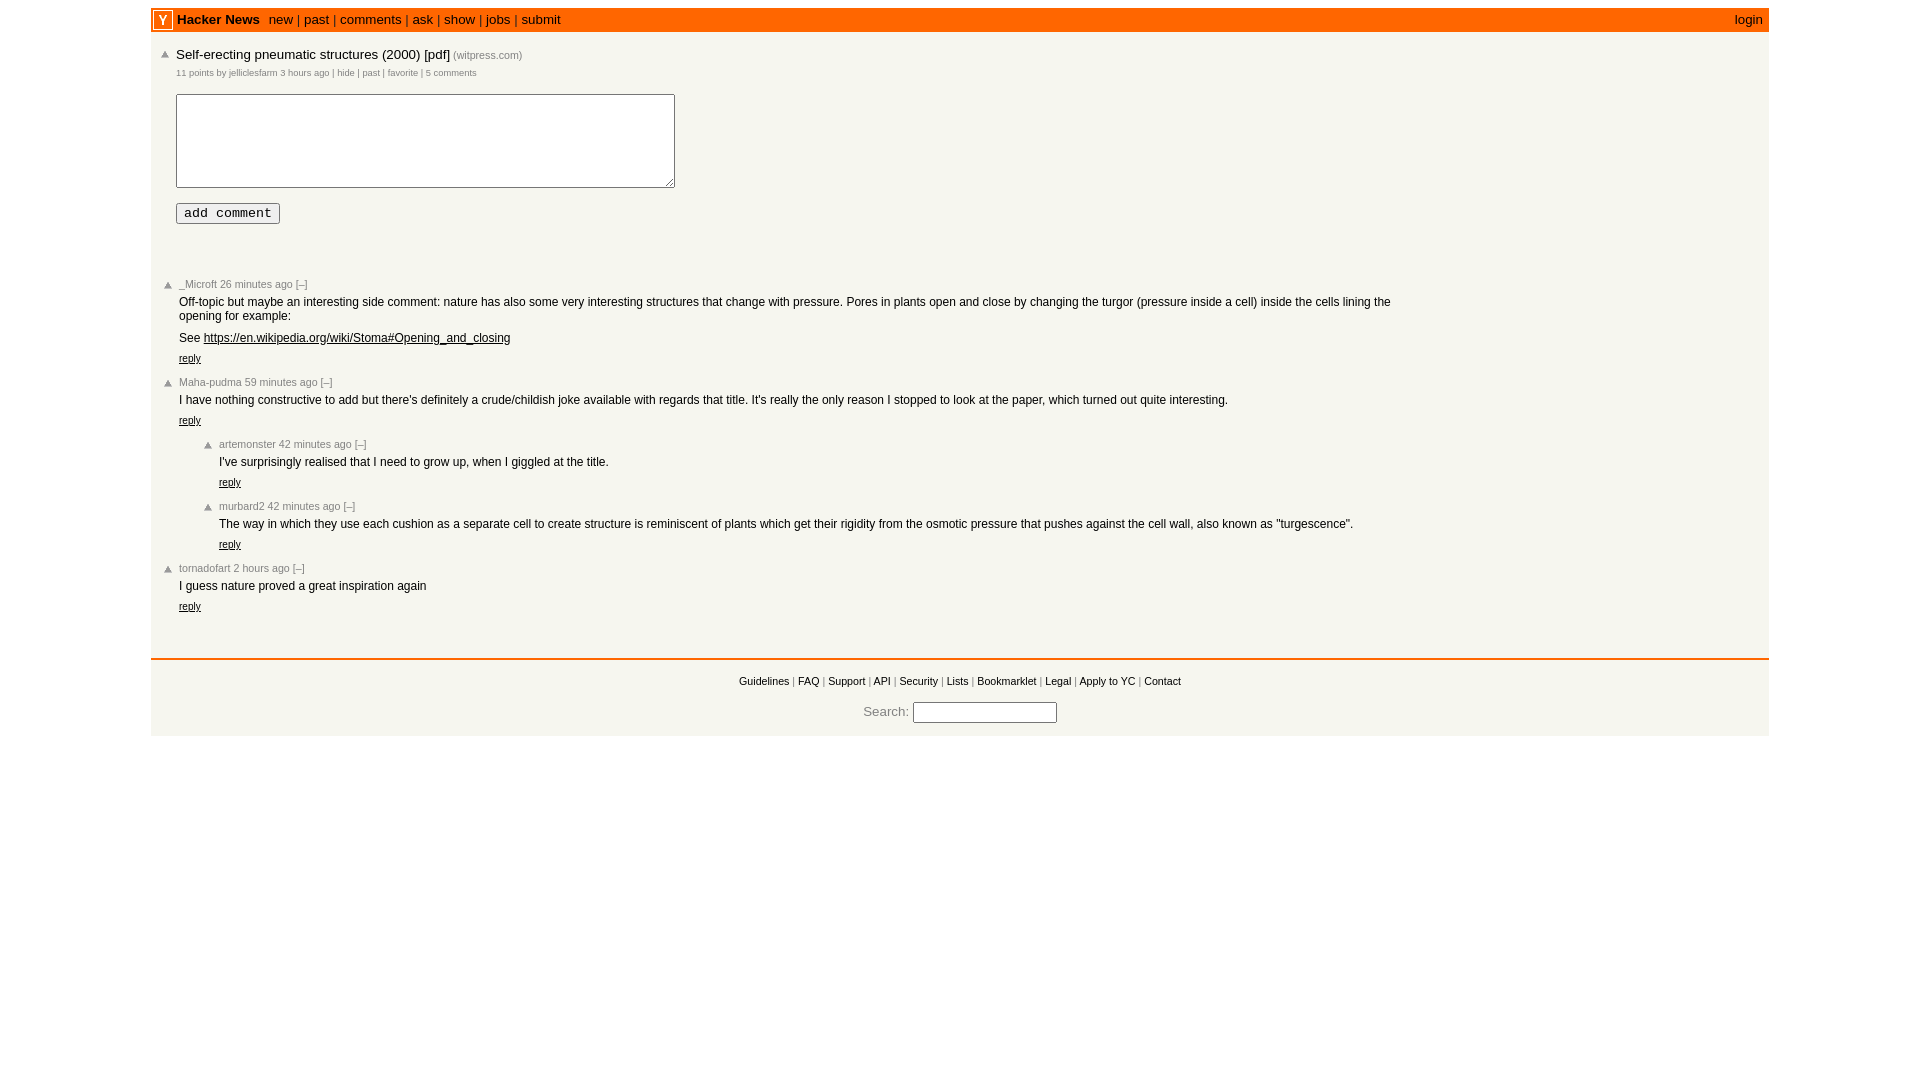 Y Hacker News new | past | comments | ask | show | jobs | submit login
Self-erecting pneumatic structures (2000) [pdf] (witpress.com)
11 points by jelliclesfarm 3 hours ago | hide | past | favorite | 5 comments
add comment
_Microft 26 minutes ago [–]
Off-topic but maybe an interesting side comment: nature has also some very interesting structures that change with pressure. Pores in plants open and close by changing the turgor (pressure inside a cell) inside the cells lining the
opening for example:
See https://en.wikipedia.org/wiki/Stoma#Opening_and_closing
reply
Maha-pudma 59 minutes ago [–]
I have nothing constructive to add but there's definitely a crude/childish joke available with regards that title. It's really the only reason I stopped to look at the paper, which turned out quite interesting.
reply
artemonster 42 minutes ago [–]
I've surprisingly realised that I need to grow up, when I giggled at the title.
reply
murbard2 42 minutes ago [–]
The way in which they use each cushion as a separate cell to create structure is reminiscent of plants which get their rigidity from the osmotic pressure that pushes against the cell wall, also known as "turgescence".
reply
tornadofart 2 hours ago [–]
I guess nature proved a great inspiration again
reply
Guidelines | FAQ | Support | API | Security | Lists | Bookmarklet | Legal | Apply to YC | Contact
Search: